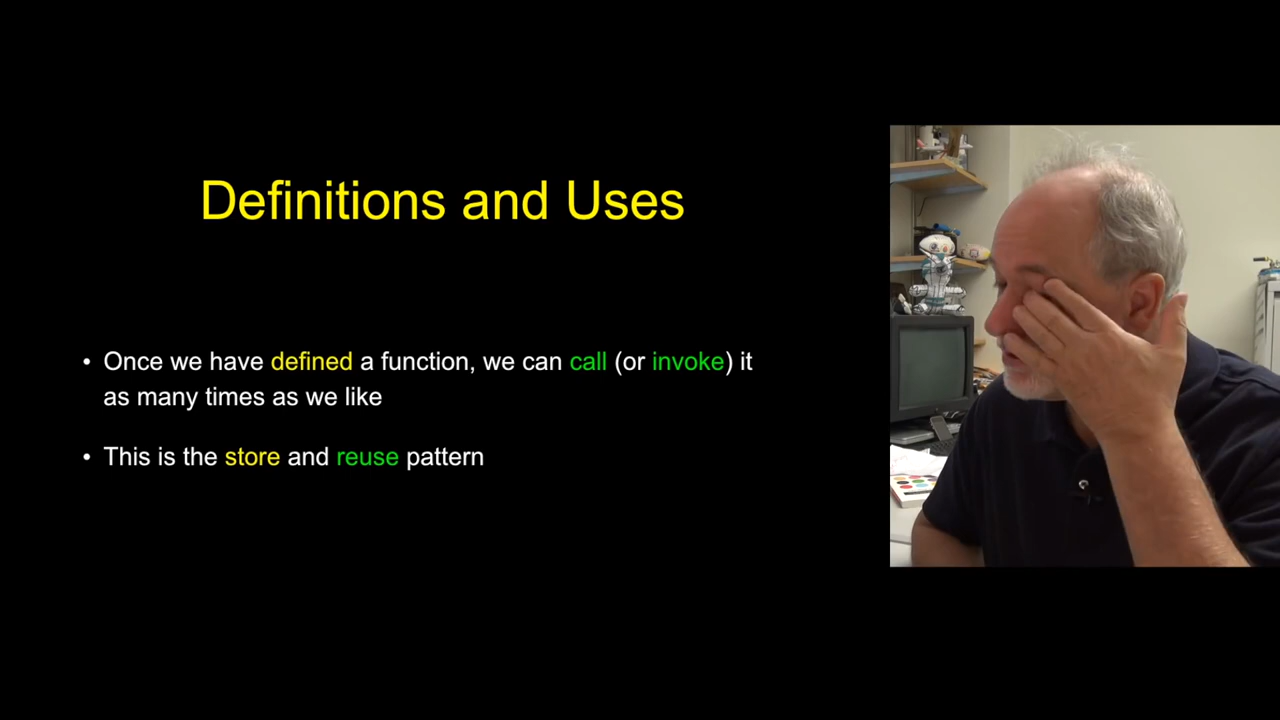 Definitions and Uses
• Once we have defined a function, we can call (or invoke) it
as many times as we like
• This is the store and reuse pattern